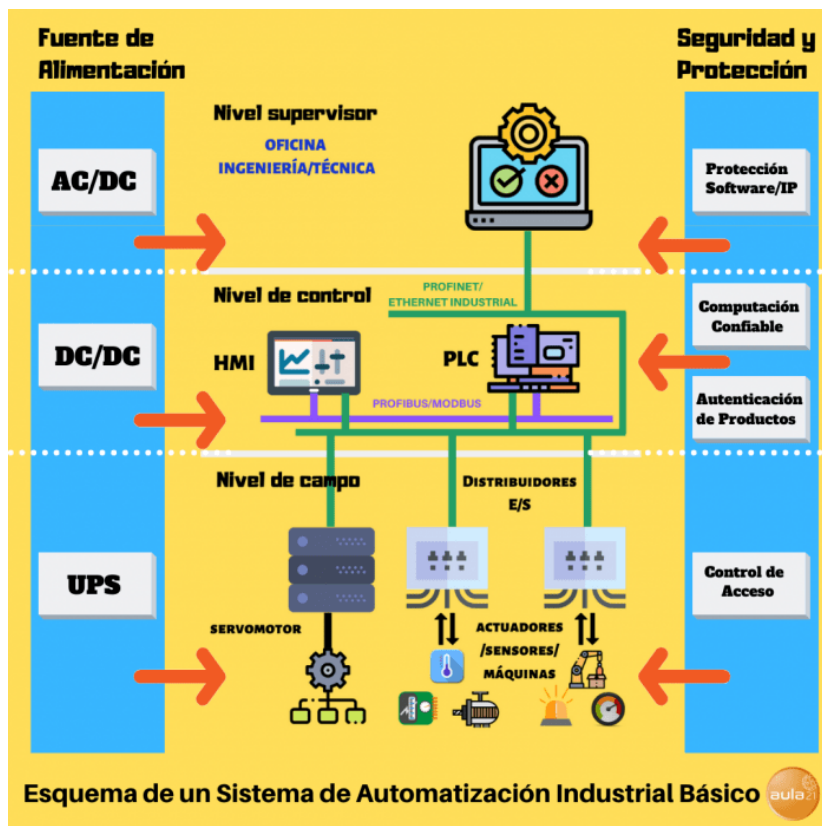 Fuente de
Alimentación
Seguridad y
Protección
Nivel supervisor
OFICINA
INGENIERÍA/TÉCNICA
AC/DC
Protección
Software/IP
Nivel de control
PROFINET/
ETHERNET INDUSTRIAL
Computación
Confiable
DC/DC
HMI
PLC
Autenticación
de Productos
PROFIBUS/MODBUS
Nivel de campo
DISTRIBUIDORES
E/S
UPS
Control de
Acceso
SERVOMOTOR
ACTUADORES
/SENSORES/
MÁQUINAS
Esquema de un Sistema de Automatización Industrial Básico
aula21